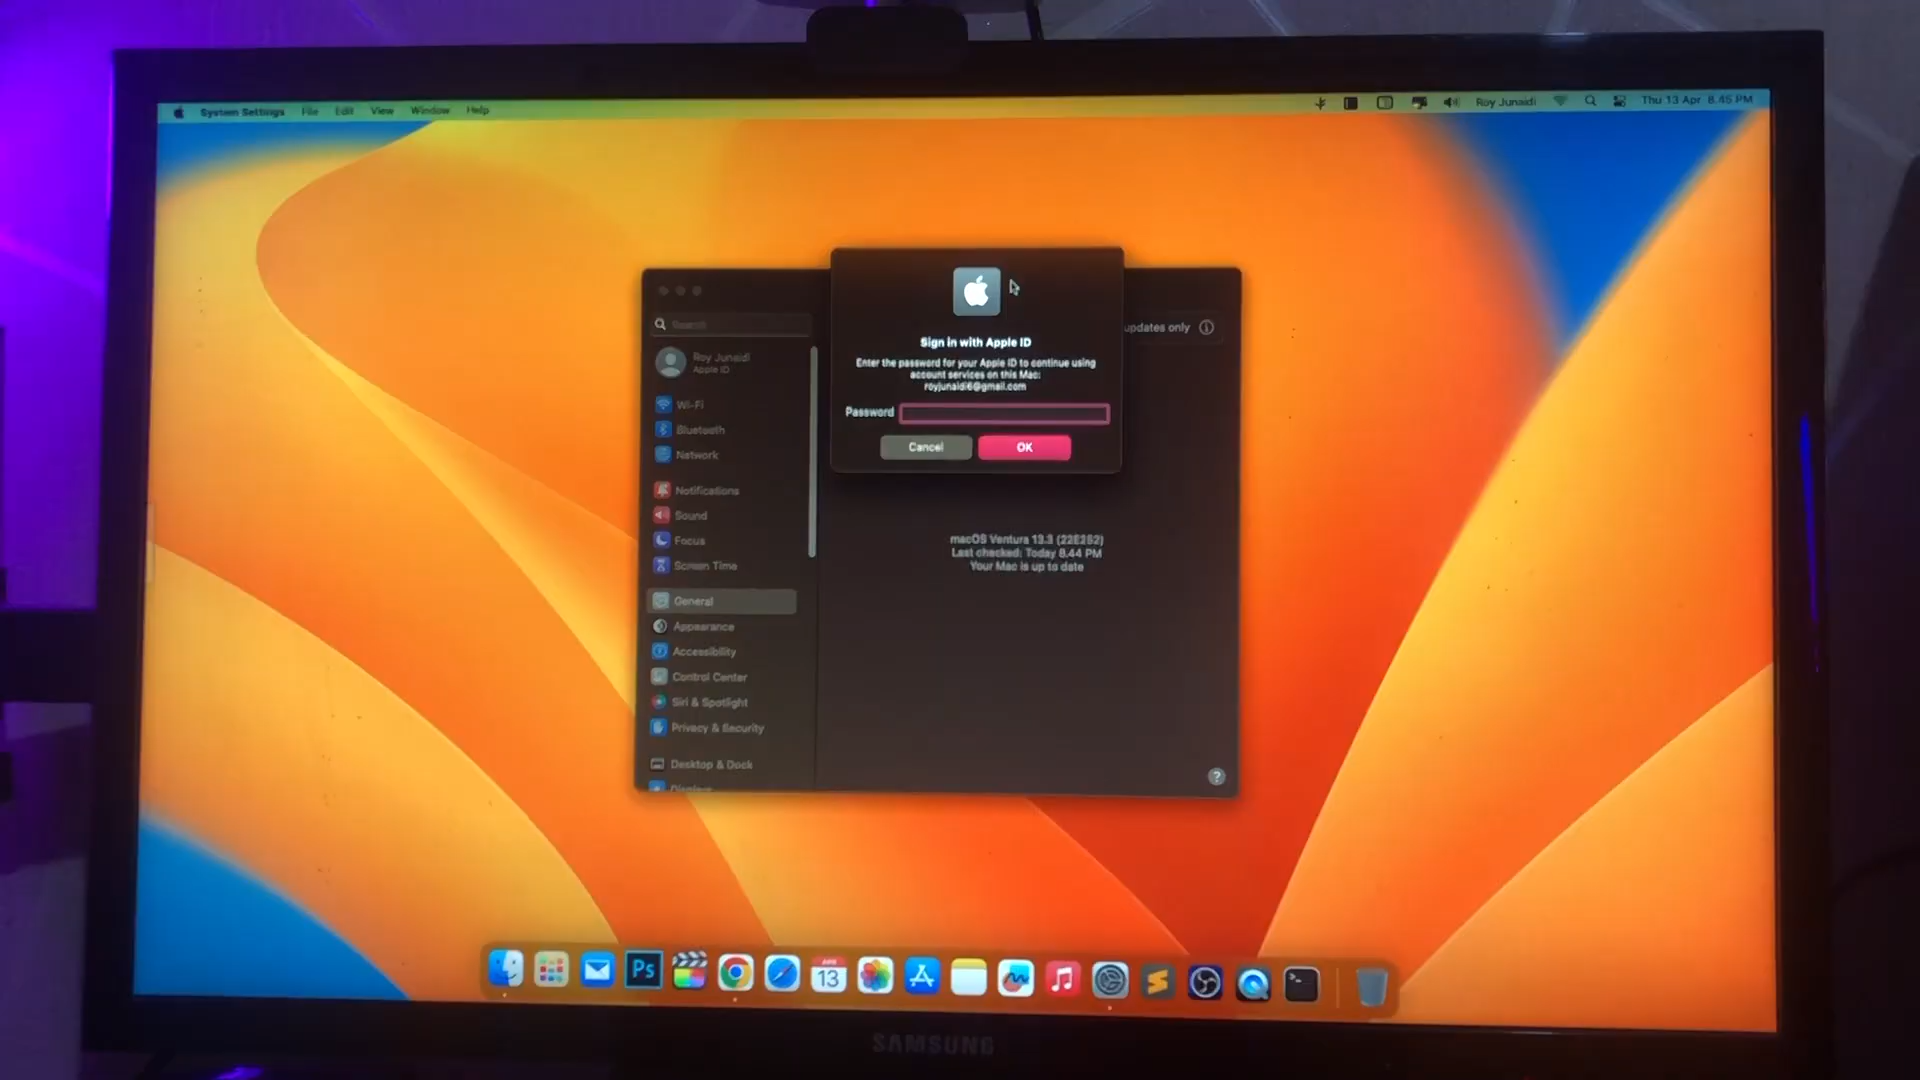 System Settings File Edit View Window Help
Roy Junaidi Thu 13 Apr 8.45 PM
Sign in with Apple ID
Enter the password for your Apple ID to continue using
account services on this Mac:
royjunaidi6@gmail.com
Password
Cancel OK
updates only
Search
Roy Junaidi
Apple ID
Wi-Fi
Bluetooth
Network
Notifications
Sound
Focus
Screen Time
General
Appearance
Accessibility
Control Center
Siri & Spotlight
Privacy & Security
Desktop & Dock
Displays
macOS Ventura 13.3 (22E252)
Last checked: Today 8.44 PM
Your Mac is up to date
?
Ps
13
SAMSUNG